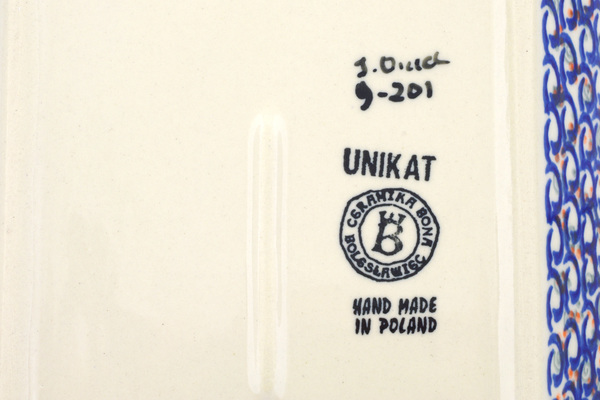 9-201
UNIKAT
CERAMIKA BONA
BOLESŁAWIEC
B
HAND MADE
IN POLAND